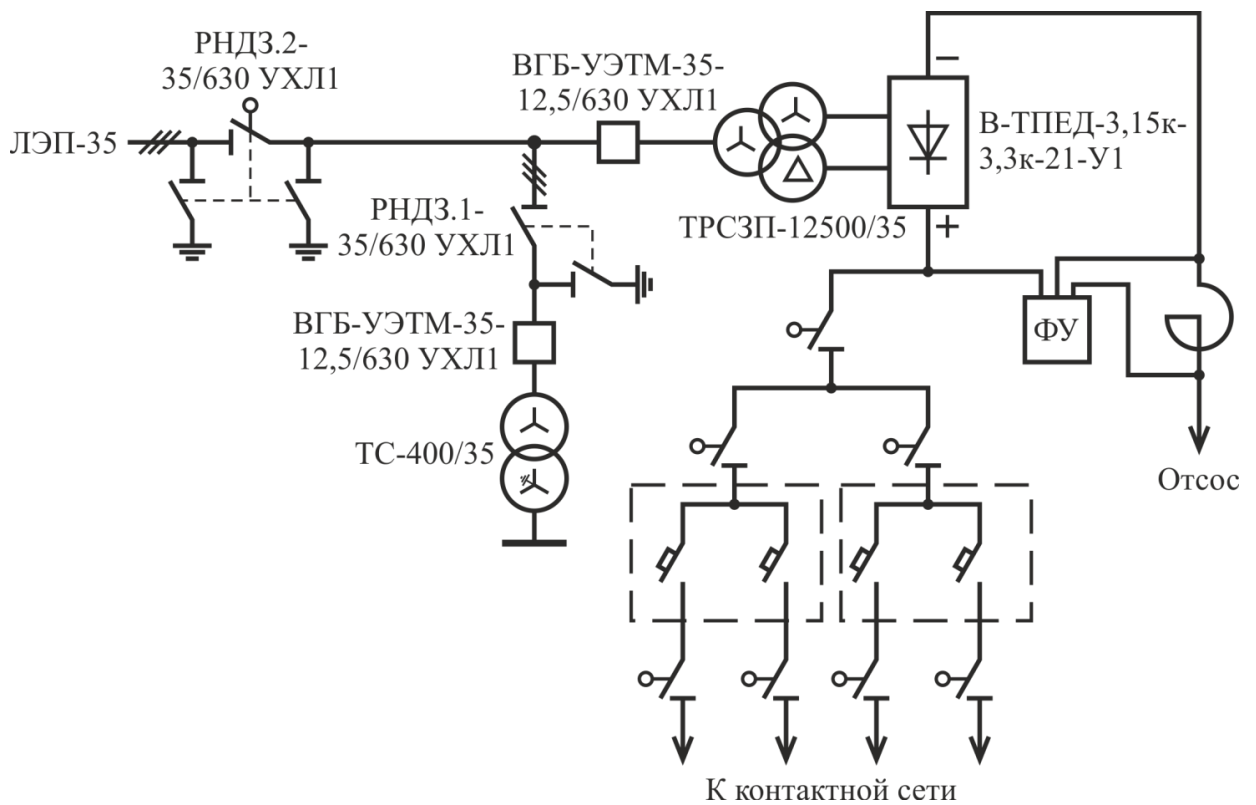 РНДЗ.2-
35/630 УХЛ1
ВГБ-УЭТМ-35-
12,5/630 УХЛ1
ЛЭП-35
В-ТПЕД-3,15к-
3,3к-21-У1
РНДЗ.1-
35/630 УХЛ1
ТРСЗП-12500/35
ВГБ-УЭТМ-35-
12,5/630 УХЛ1
ФУ
ТС-400/35
Отсос
К контактной сети